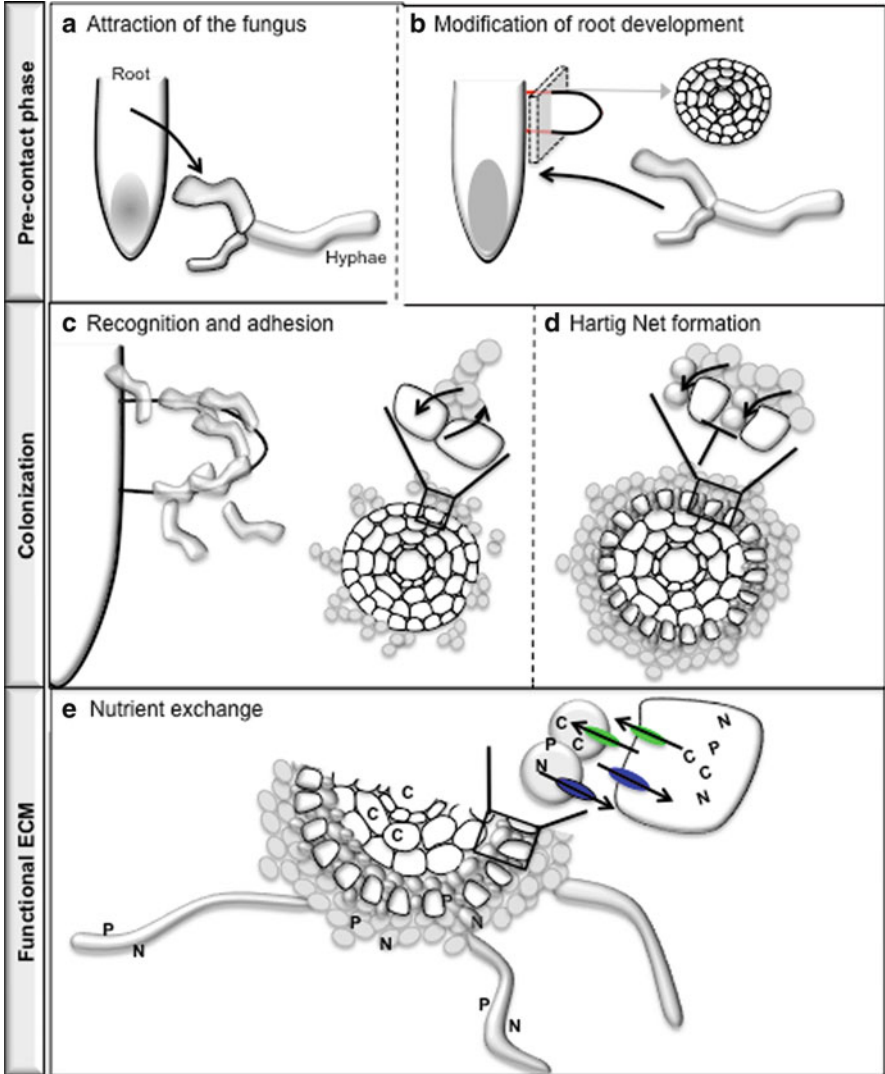 Pre-contact phase
a Attraction of the fungus
Root
Hyphae
b Modification of root development
Colonization
c Recognition and adhesion
d Hartig Net formation
Functional ECM
e Nutrient exchange
C
P C
N
N
P
C
C
N
C
C
C
P
N
P
N
P
N
P
N